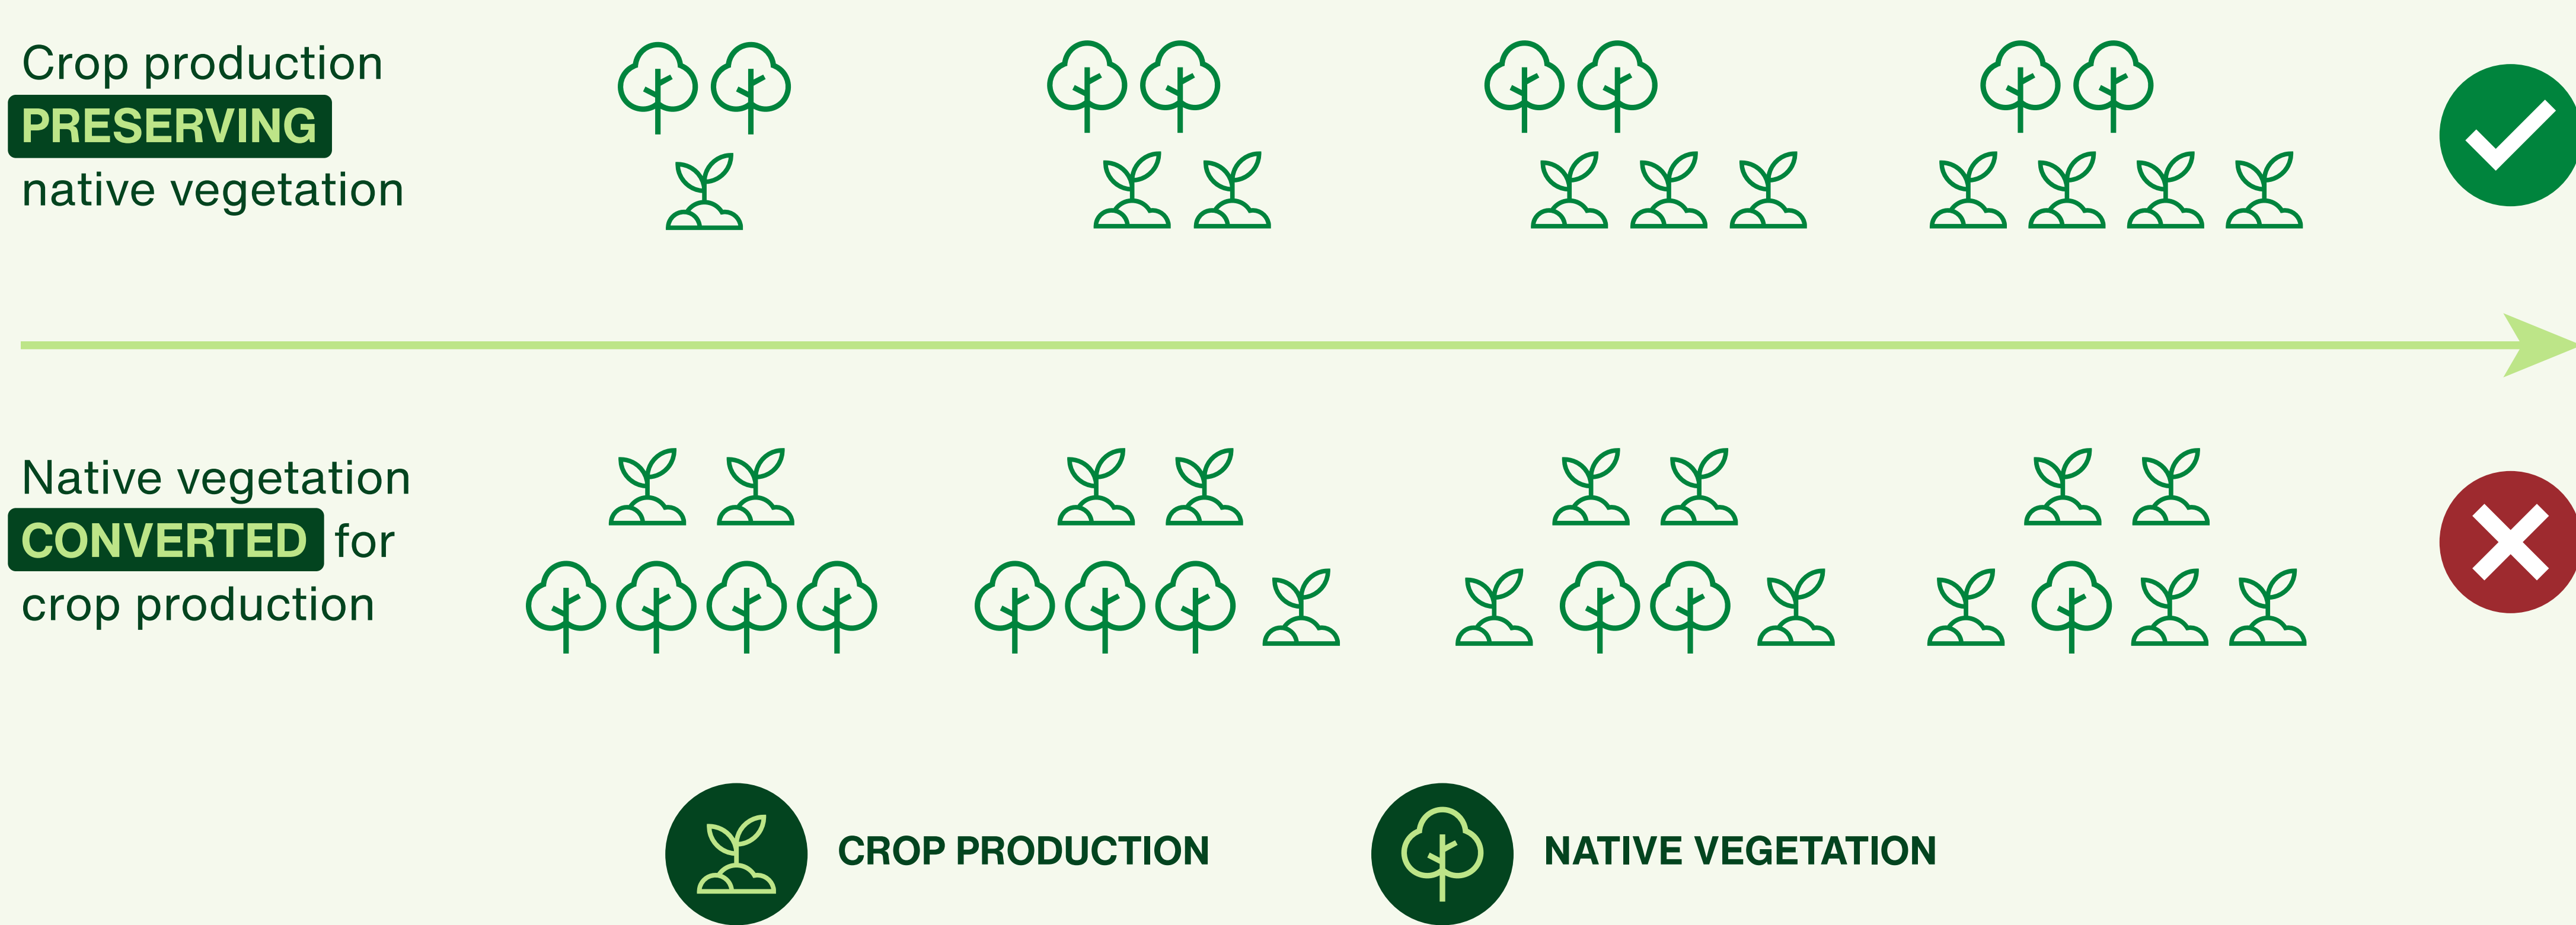 Crop production
PRESERVING
native vegetation
Native vegetation
CONVERTED for
crop production
CROP PRODUCTION
NATIVE VEGETATION